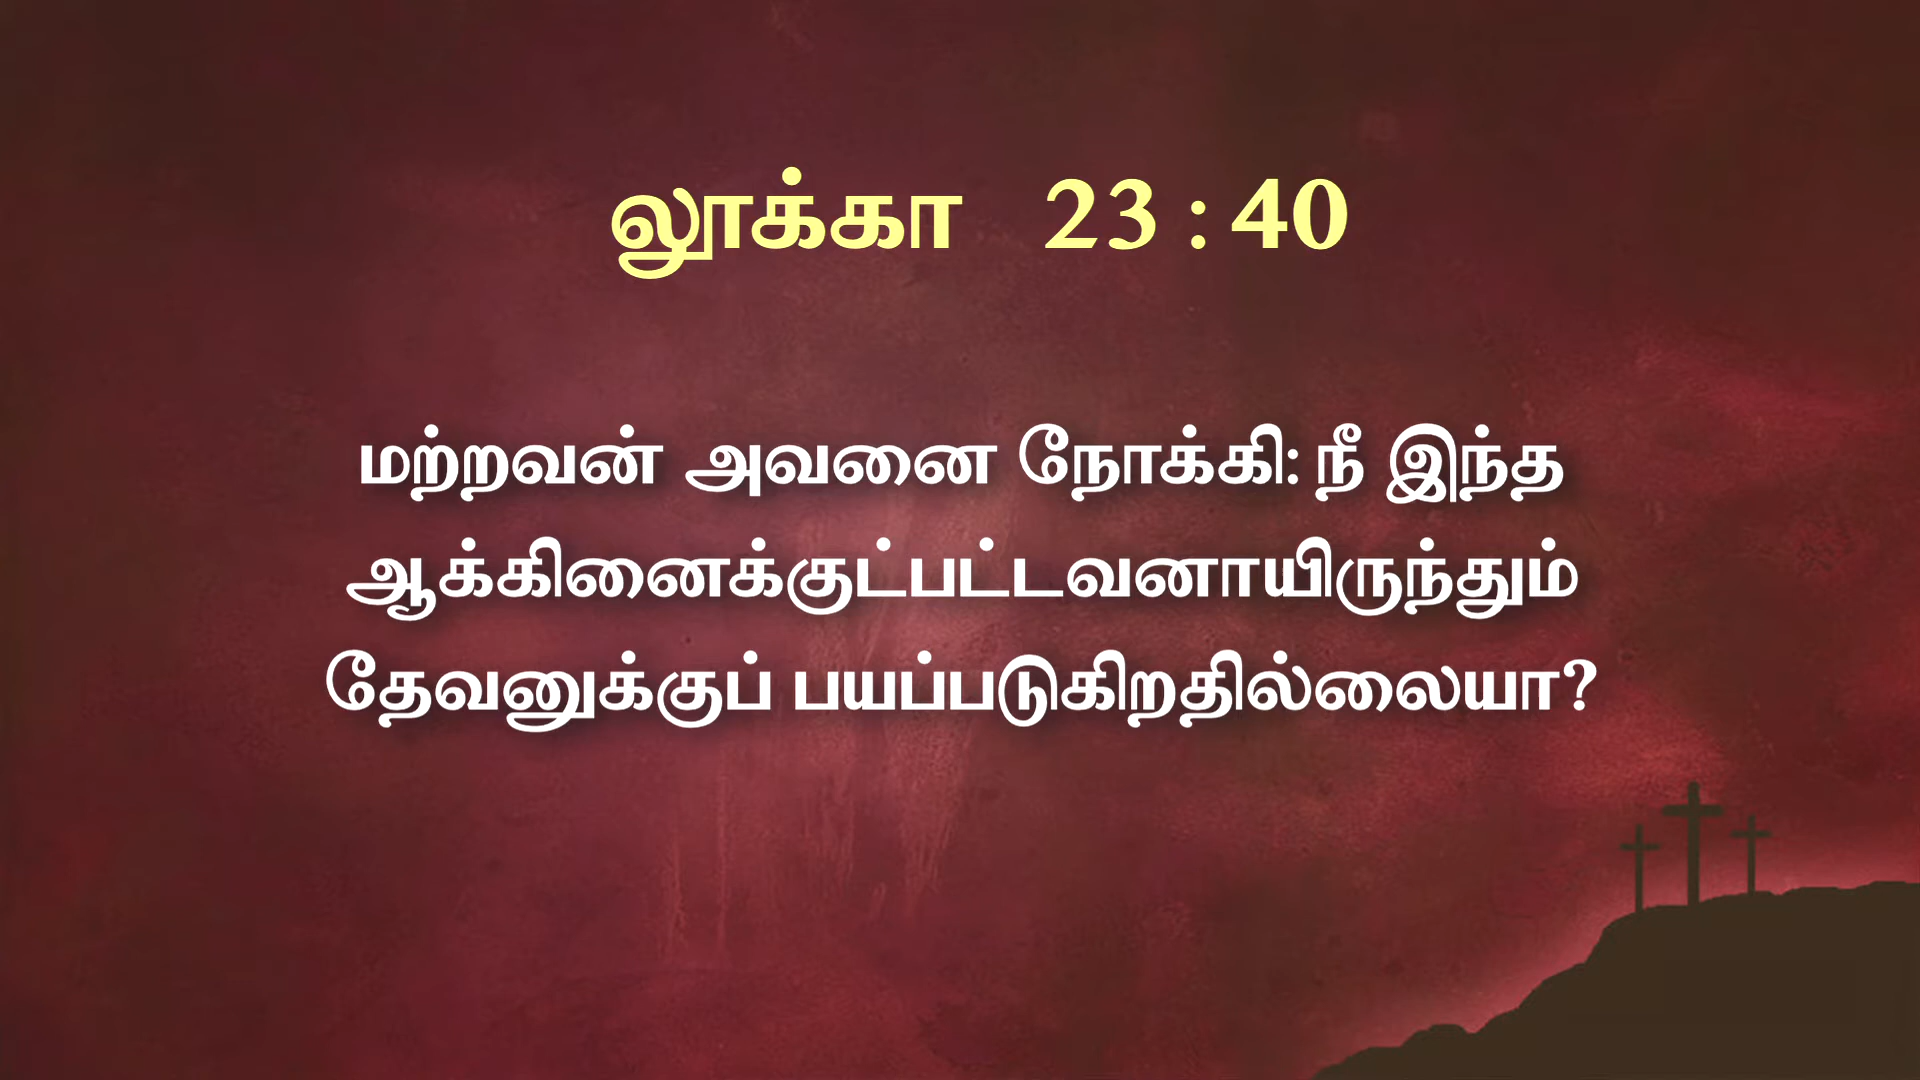 லூக்கா 23 : 40
மற்றவன் அவனை நோக்கி: நீ இந்த
ஆக்கினைக்குட்பட்டவனாயிருந்தும்
தேவனுக்குப் பயப்படுகிறதில்லையா?